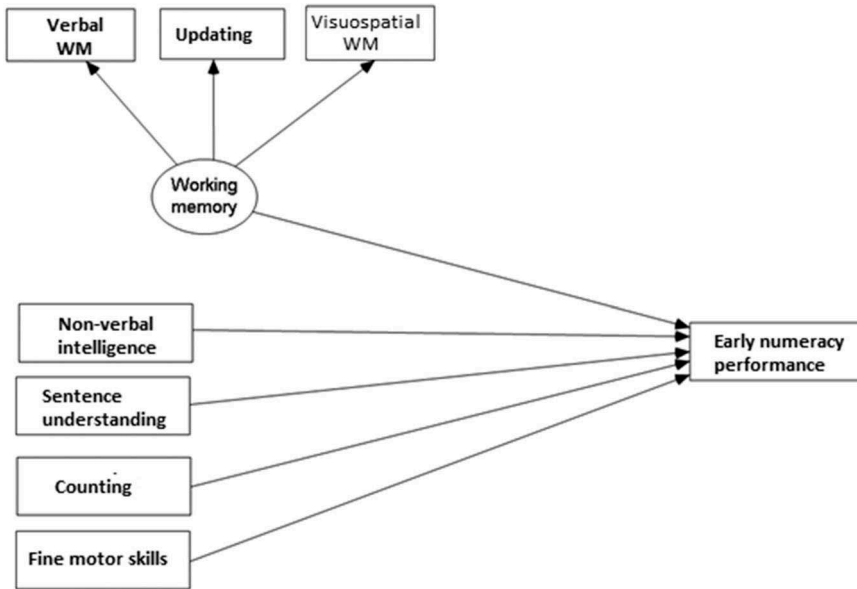 Verbal
WM
Updating
Visuospatial
WM
Working
memory
Non-verbal
intelligence
Early numeracy
performance
Sentence
understanding
Counting
Fine motor skills